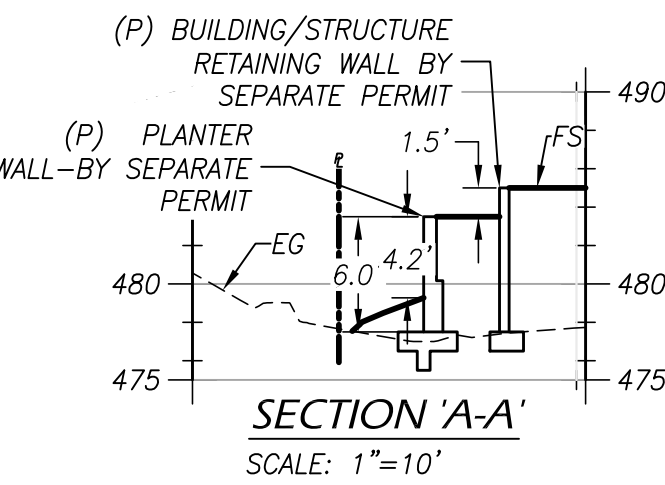 (P) BUILDING/STRUCTURE
RETAINING WALL BY
SEPARATE PERMIT
490
(P) PLANTER
WALL-BY SEPARATE
PERMIT
PL
1.5'
FS
EG
480
6.0'
4.2'
480
475
475
SECTION 'A-A'
SCALE: 1"=10'